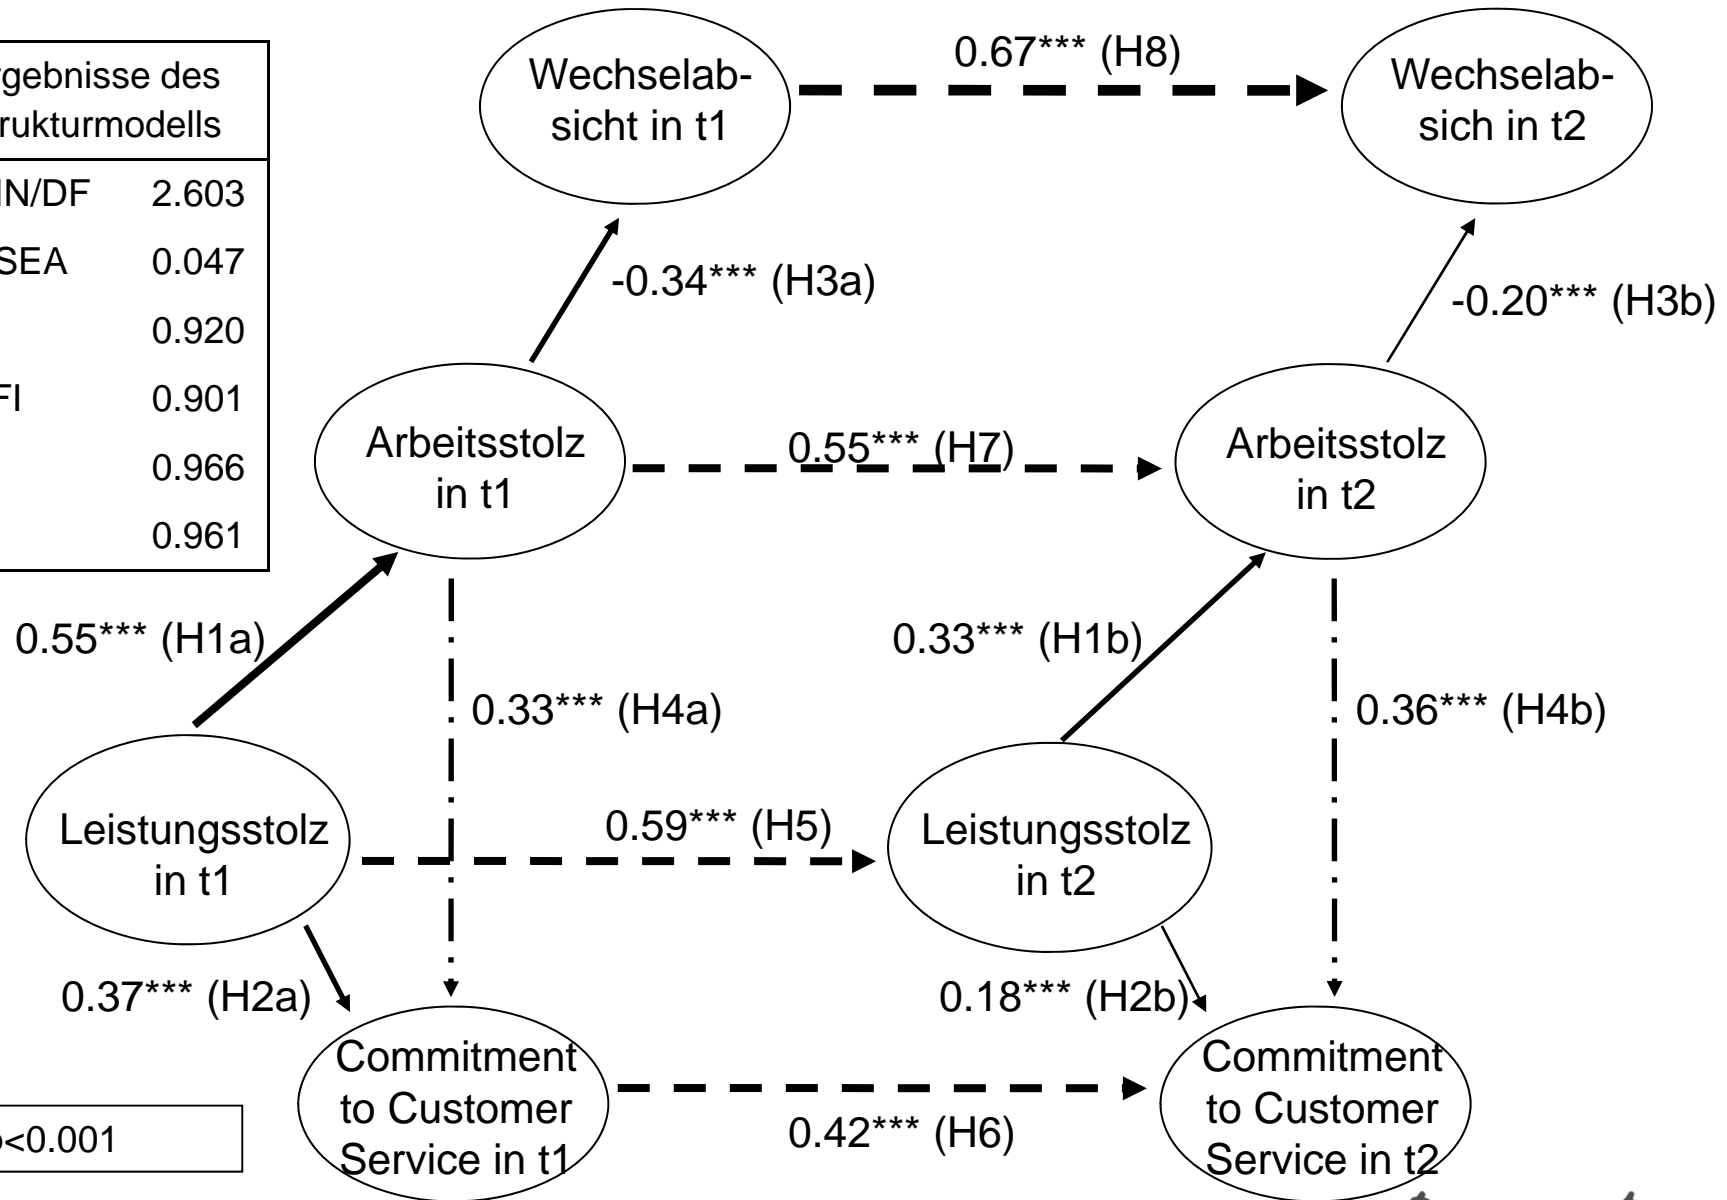 rgebnisse des
rukturmodells
IN/DF 2.603
SEA 0.047
0.920
FI 0.901
0.966
0.961
Wechselab-
sicht in t1
0.67*** (H8)
Wechselab-
sich in t2
-0.34*** (H3a)
-0.20*** (H3b)
Arbeitsstolz
in t1
0.55*** (H7)
Arbeitsstolz
in t2
0.55*** (H1a)
0.33*** (H1b)
0.33*** (H4a)
0.36*** (H4b)
Leistungsstolz
in t1
0.59*** (H5)
Leistungsstolz
in t2
0.37*** (H2a)
0.18*** (H2b)
Commitment
to Customer
Service in t1
0.42*** (H6)
Commitment
to Customer
Service in t2
<0.001